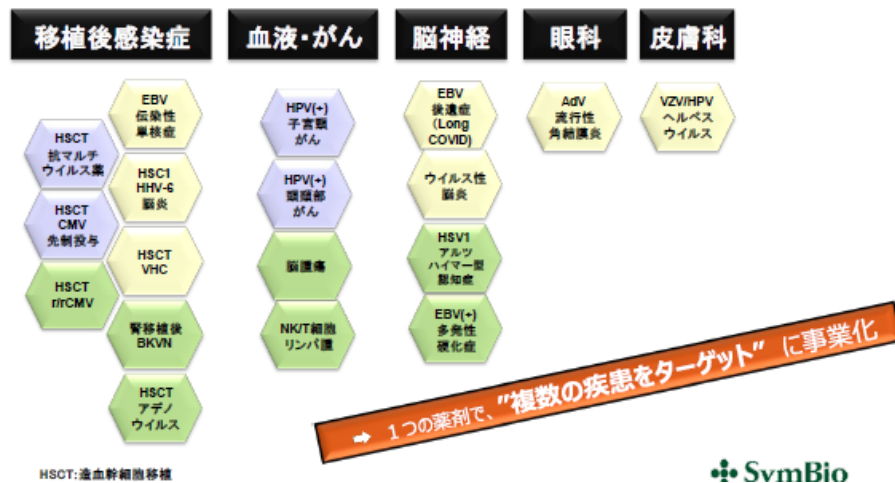 移植後感染症
血液・がん
脳神経
眼科
皮膚科
EBV
伝染性
単核症
HSCT
抗マルチ
ウイルス薬
HSC1
HHV-6
脳炎
HSCT
CMV
先制投与
HSCT
VHC
HSCT
r/rCMV
腎移植後
BKVN
HSCT
アデノ
ウイルス
HPV(+)
子宮頸
がん
HPV(+)
頭頸部
がん
脳腫瘍
NK/T細胞
リンパ腫
EBV
後遺症
(Long
COVID)
ウイルス性
脳炎
HSV1
アルツ
ハイマー型
認知症
EBV(+)
多発性
硬化症
AdV
流行性
角結膜炎
VZV/HPV
ヘルペス
ウイルス
➡ 1つの薬剤で、"複数の疾患をターゲット" に事業化
HSCT:造血幹細胞移植
SymBio